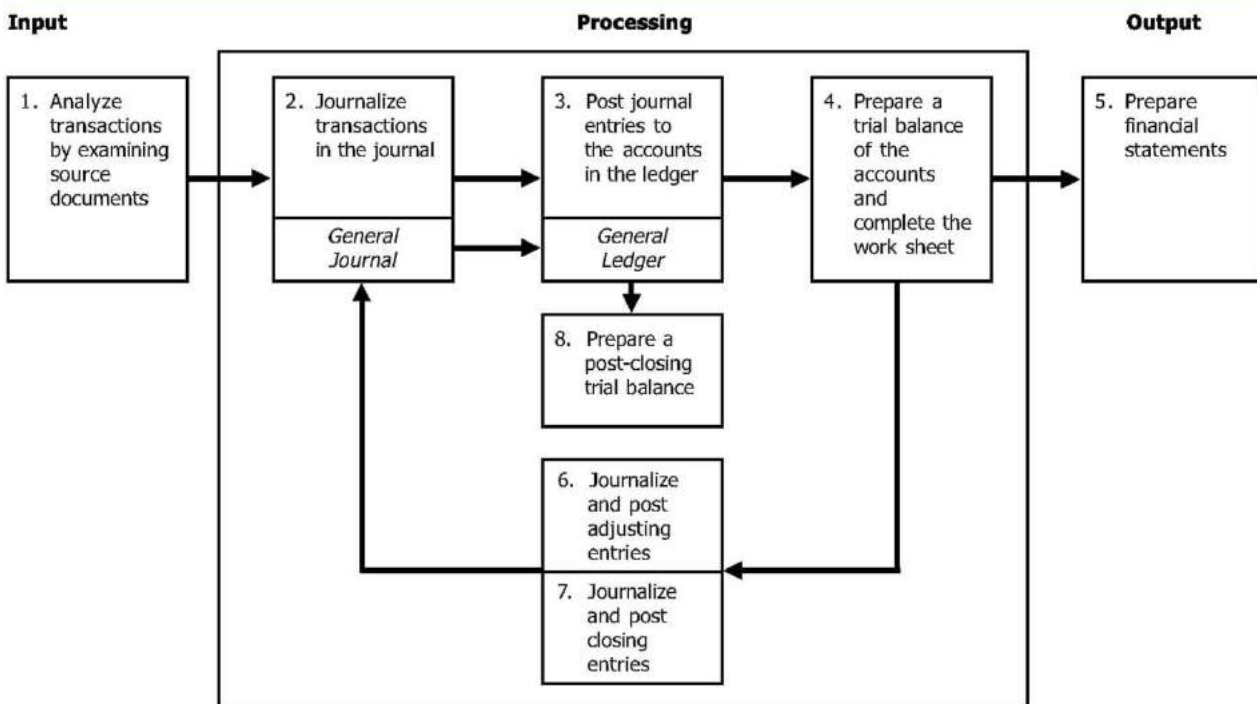 Input
Processing
Output
1. Analyze
transactions
by examining
source
documents
2. Journalize
transactions
in the journal
General
Journal
3. Post journal
entries to
the accounts
in the ledger
General
Ledger
4. Prepare a
trial balance
of the
accounts
and
complete the
work sheet
5. Prepare
financial
statements
8. Prepare a
post-closing
trial balance
6. Journalize
and post
adjusting
entries
7. Journalize
and post
closing
entries